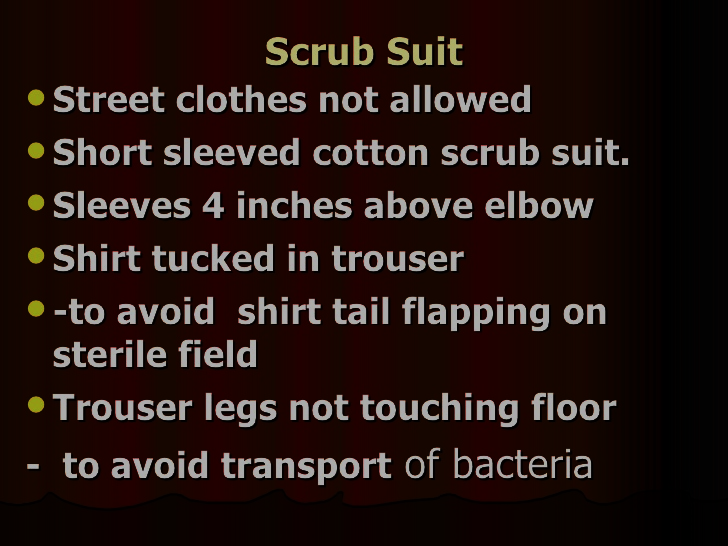 Scrub Suit
• Street clothes not allowed
• Short sleeved cotton scrub suit.
• Sleeves 4 inches above elbow
• Shirt tucked in trouser
• -to avoid  shirt tail flapping on
sterile field
• Trouser legs not touching floor
-  to avoid transport of bacteria